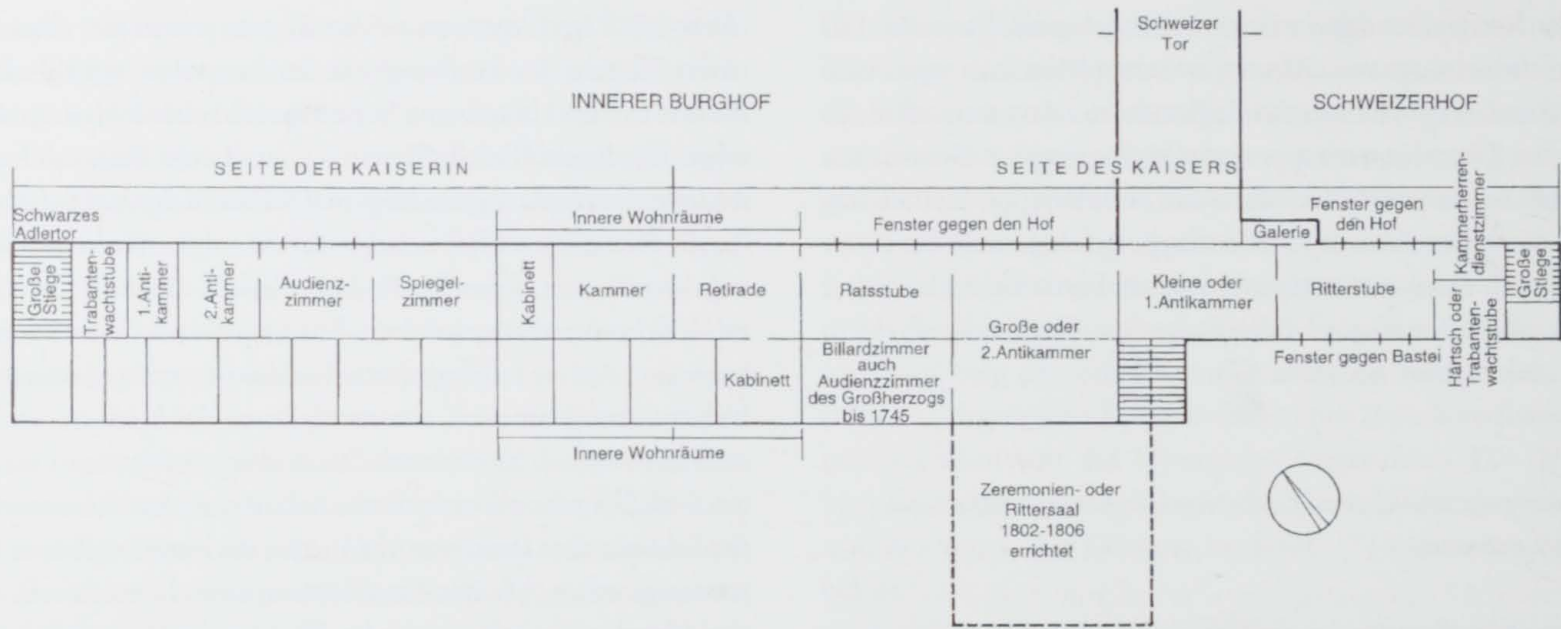 Schweizer
Tor
INNERER BURGHOF
SCHWEIZERHOF
SEITE DER KAISERIN
SEITE DES KAISERS
Schwarzes
Adlertor
Innere Wohnräume
Fenster gegen den Hof
Galerie
Fenster gegen
den Hof
Kammerherren-
dienstzimmer
Große
Stiege
Trabanten-
wachtstube
1.Anti-
kammer
2.Anti-
kammer
Audienz-
zimmer
Spiegel-
zimmer
Kabinett
Kammer
Retirade
Ratsstube
Große oder
2.Antikammer
Kleine oder
1.Antikammer
Ritterstube
Härtsch oder
Trabanten-
wachtstube
Große
Stiege
Kabinett
Billardzimmer
auch
Audienzzimmer
des Großherzogs
bis 1745
Fenster gegen Bastei
Innere Wohnräume
Zeremonien- oder
Rittersaal
1802-1806
errichtet